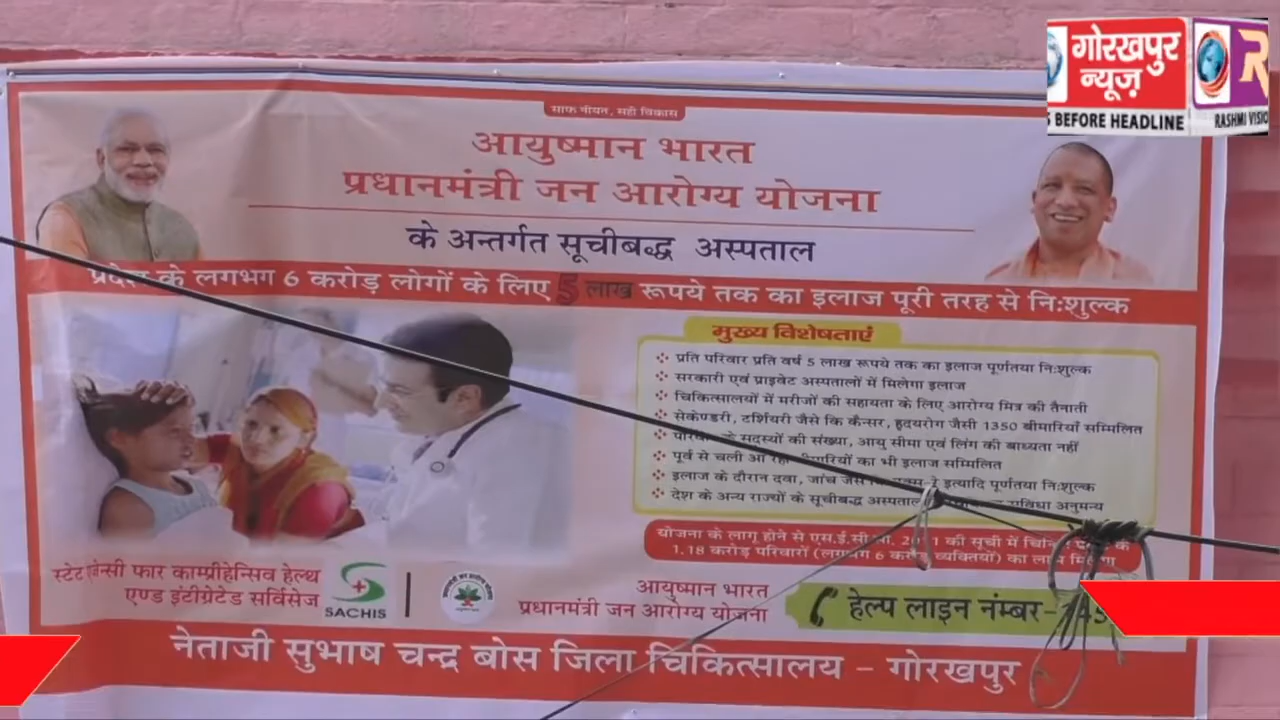 गोरखपुर
न्यूज़
BEFORE HEADLINE
RASHMI VISIO
साफ नीयत, सही विकास
आयुष्मान भारत
प्रधानमंत्री जन आरोग्य योजना
के अन्तर्गत सूचीबद्ध अस्पताल
प्रदेश के लगभग 6 करोड़ लोगों के लिए 5 लाख रूपये तक का इलाज पूरी तरह से नि:शुल्क
मुख्य विशेषताएं
प्रति परिवार प्रति वर्ष 5 लाख रूपये तक का इलाज पूर्णतया नि:शुल्क
सरकारी एवं प्राइवेट अस्पतालों में मिलेगा इलाज
चिकित्सालयों में मरीजों की सहायता के लिए आरोग्य मित्र की तैनाती
सेकेण्डरी, टर्शियरी जैसे कि कैन्सर, हृदयरोग जैसी 1350 बीमारियाँ सम्मिलित
के सदस्यों की संख्या, आयु सीमा एवं लिंग की बाध्यता नहीं
पूर्व से चली आ रही का भी इलाज सम्मिलित
इलाज के दौरान दवा, जांच जैसे इत्यादि पूर्णतया नि:शुल्क
देश के अन्य राज्यों के सूचीबद्ध सुविधा अनुमन्य
योजना के लागू होने से की सूची में के
1.18 करोड़ परिवारों (लगभग 6 करोड़ व्यक्तियों) का लाभ मिलेगा
स्टेट एजेन्सी फार काम्प्रीहेन्सिव हेल्थ
एण्ड इंटीग्रेटेड सर्विसेज
SACHIS
आयुष्मान भारत
प्रधानमंत्री जन आरोग्य योजना
हेल्प लाइन नंम्बर-
नेताजी सुभाष चन्द्र बोस जिला चिकित्सालय – गोरखपुर